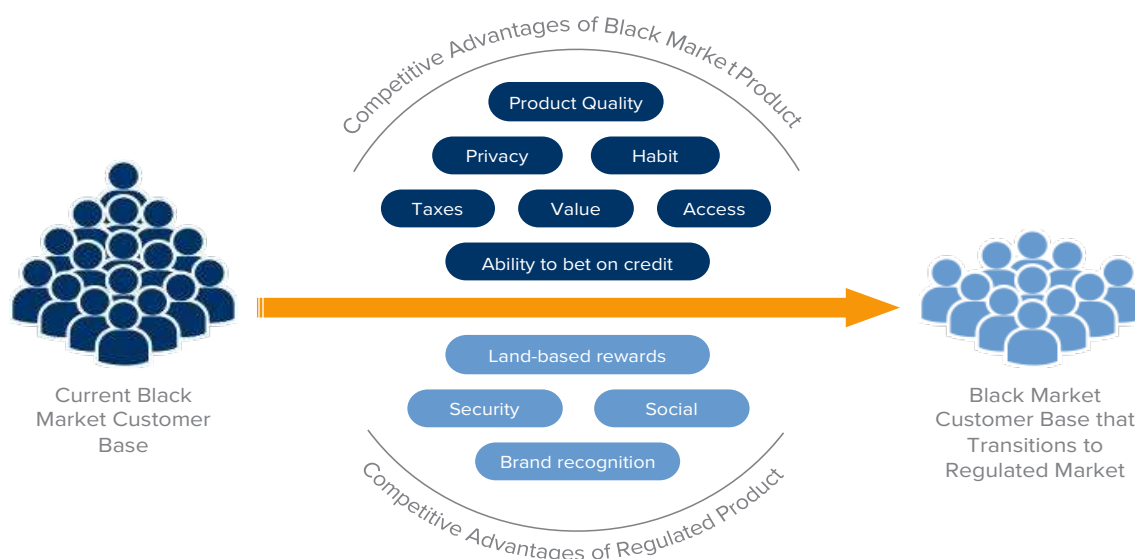 Competitive Advantages of Black Market Product
Product Quality
Privacy
Habit
Taxes
Value
Access
Ability to bet on credit
Current Black
Market Customer
Base
Land-based rewards
Security
Social
Brand recognition
Competitive Advantages of Regulated Product
Black Market
Customer Base that
Transitions to
Regulated Market